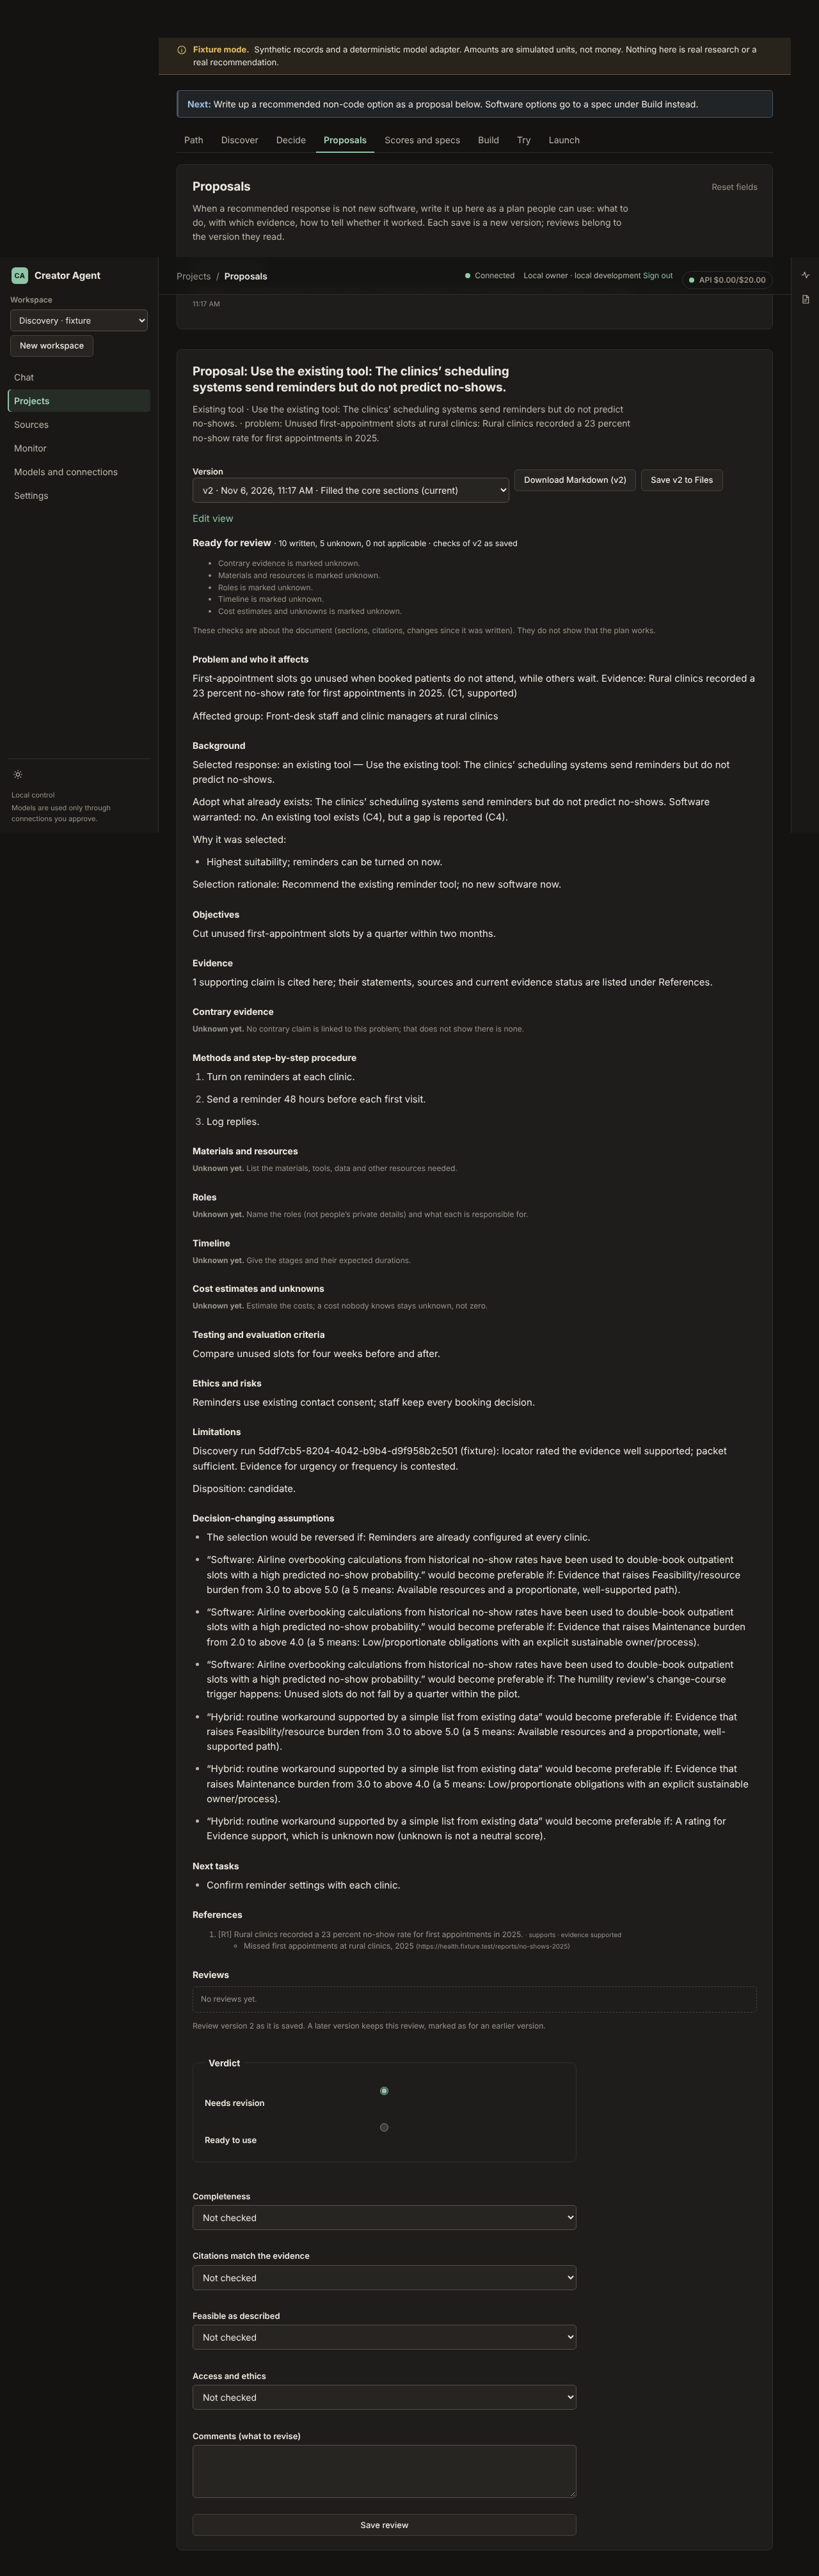 Fixture mode. Synthetic records and a deterministic model adapter. Amounts are simulated units, not money. Nothing here is real research or a
real recommendation.
Next: Write up a recommended non-code option as a proposal below. Software options go to a spec under Build instead.
Path Discover Decide Proposals Scores and specs Build Try Launch
Proposals
Reset fields
When a recommended response is not new software, write it up here as a plan people can use: what to
do, with which evidence, how to tell whether it worked. Each save is a new version; reviews belong to
the version they read.
CA Creator Agent
Workspace
Discovery · fixture
New workspace
Chat
Projects
Sources
Monitor
Models and connections
Settings
Local control
Models are used only through
connections you approve.
Projects / Proposals
Connected Local owner · local development Sign out API $0.00/$20.00
11:17 AM
Proposal: Use the existing tool: The clinics’ scheduling
systems send reminders but do not predict no-shows.
Existing tool · Use the existing tool: The clinics’ scheduling systems send reminders but do not predict
no-shows. · problem: Unused first-appointment slots at rural clinics: Rural clinics recorded a 23 percent
no-show rate for first appointments in 2025.
Version
v2 · Nov 6, 2026, 11:17 AM · Filled the core sections (current)
Download Markdown (v2)
Save v2 to Files
Edit view
Ready for review · 10 written, 5 unknown, 0 not applicable · checks of v2 as saved
• Contrary evidence is marked unknown.
• Materials and resources is marked unknown.
• Roles is marked unknown.
• Timeline is marked unknown.
• Cost estimates and unknowns is marked unknown.
These checks are about the document (sections, citations, changes since it was written). They do not show that the plan works.
Problem and who it affects
First-appointment slots go unused when booked patients do not attend, while others wait. Evidence: Rural clinics recorded a
23 percent no-show rate for first appointments in 2025. (C1, supported)
Affected group: Front-desk staff and clinic managers at rural clinics
Background
Selected response: an existing tool — Use the existing tool: The clinics’ scheduling systems send reminders but do not
predict no-shows.
Adopt what already exists: The clinics’ scheduling systems send reminders but do not predict no-shows. Software
warranted: no. An existing tool exists (C4), but a gap is reported (C4).
Why it was selected:
• Highest suitability; reminders can be turned on now.
Selection rationale: Recommend the existing reminder tool; no new software now.
Objectives
Cut unused first-appointment slots by a quarter within two months.
Evidence
1 supporting claim is cited here; their statements, sources and current evidence status are listed under References.
Contrary evidence
Unknown yet. No contrary claim is linked to this problem; that does not show there is none.
Methods and step-by-step procedure
1. Turn on reminders at each clinic.
2. Send a reminder 48 hours before each first visit.
3. Log replies.
Materials and resources
Unknown yet. List the materials, tools, data and other resources needed.
Roles
Unknown yet. Name the roles (not people’s private details) and what each is responsible for.
Timeline
Unknown yet. Give the stages and their expected durations.
Cost estimates and unknowns
Unknown yet. Estimate the costs; a cost nobody knows stays unknown, not zero.
Testing and evaluation criteria
Compare unused slots for four weeks before and after.
Ethics and risks
Reminders use existing contact consent; staff keep every booking decision.
Limitations
Discovery run 5ddf7cb5-8204-4042-b9b4-d9f958b2c501 (fixture): locator rated the evidence well supported; packet
sufficient. Evidence for urgency or frequency is contested.
Disposition: candidate.
Decision-changing assumptions
• The selection would be reversed if: Reminders are already configured at every clinic.
• “Software: Airline overbooking calculations from historical no-show rates have been used to double-book outpatient
slots with a high predicted no-show probability.” would become preferable if: Evidence that raises Feasibility/resource
burden from 3.0 to above 5.0 (a 5 means: Available resources and a proportionate, well-supported path).
• “Software: Airline overbooking calculations from historical no-show rates have been used to double-book outpatient
slots with a high predicted no-show probability.” would become preferable if: Evidence that raises Maintenance burden
from 2.0 to above 4.0 (a 5 means: Low/proportionate obligations with an explicit sustainable owner/process).
• “Software: Airline overbooking calculations from historical no-show rates have been used to double-book outpatient
slots with a high predicted no-show probability.” would become preferable if: The humility review's change-course
trigger happens: Unused slots do not fall by a quarter within the pilot.
• “Hybrid: routine workaround supported by a simple list from existing data” would become preferable if: Evidence that
raises Feasibility/resource burden from 3.0 to above 5.0 (a 5 means: Available resources and a proportionate, well-
supported path).
• “Hybrid: routine workaround supported by a simple list from existing data” would become preferable if: Evidence that
raises Maintenance burden from 3.0 to above 4.0 (a 5 means: Low/proportionate obligations with an explicit sustainable
owner/process).
• “Hybrid: routine workaround supported by a simple list from existing data” would become preferable if: A rating for
Evidence support, which is unknown now (unknown is not a neutral score).
Next tasks
• Confirm reminder settings with each clinic.
References
1. [R1] Rural clinics recorded a 23 percent no-show rate for first appointments in 2025. · supports · evidence supported
Missed first appointments at rural clinics, 2025 (https://health.fixture.test/reports/no-shows-2025)
Reviews
No reviews yet.
Review version 2 as it is saved. A later version keeps this review, marked as for an earlier version.
Verdict
Needs revision
Ready to use
Completeness
Not checked
Citations match the evidence
Not checked
Feasible as described
Not checked
Access and ethics
Not checked
Comments (what to revise)
Save review